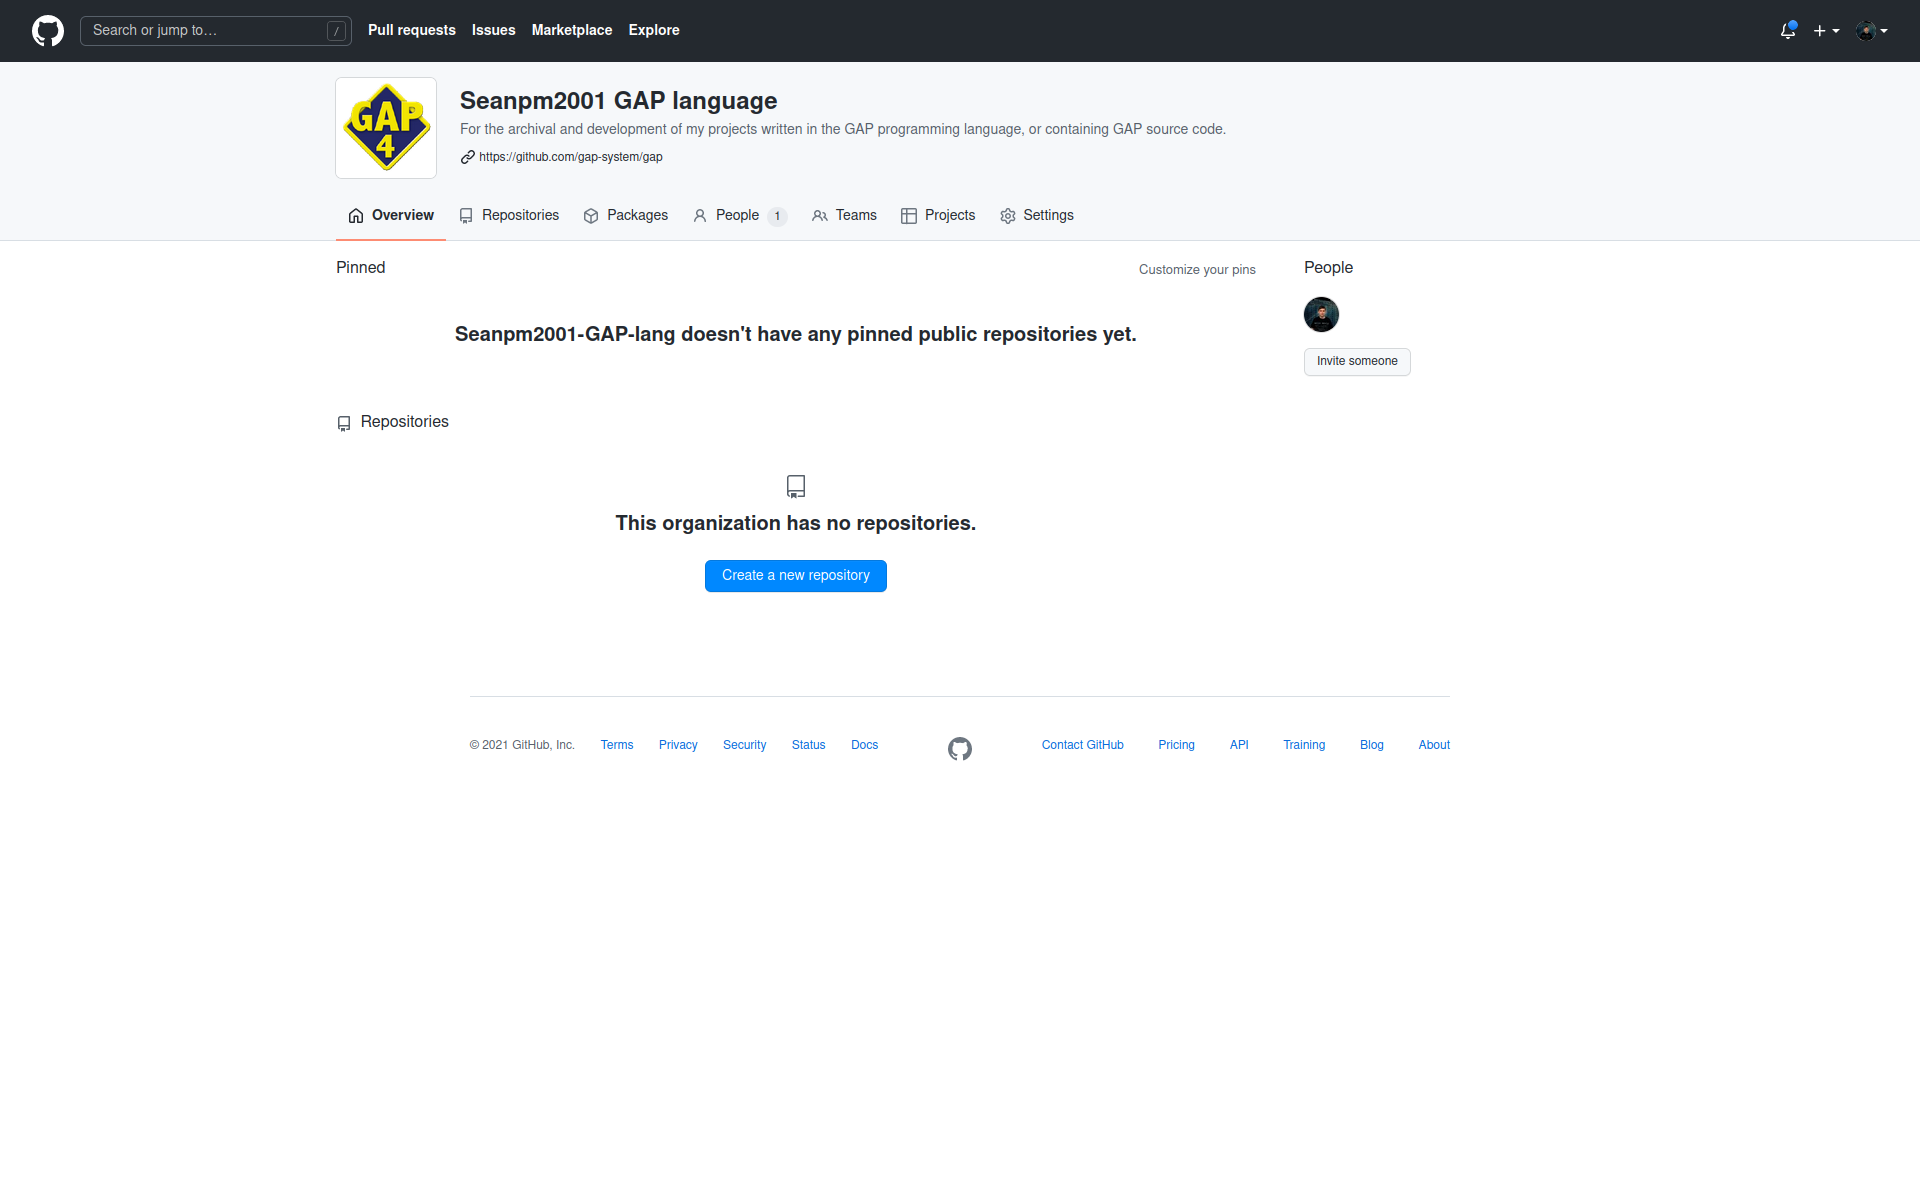 Search or jump to… /
Pull requests Issues Marketplace Explore
GAP
4
Seanpm2001 GAP language
For the archival and development of my projects written in the GAP programming language, or containing GAP source code.
https://github.com/gap-system/gap
Overview Repositories Packages People 1 Teams Projects Settings
Pinned
Customize your pins
Seanpm2001-GAP-lang doesn't have any pinned public repositories yet.
People
Invite someone
Repositories
This organization has no repositories.
Create a new repository
© 2021 GitHub, Inc. Terms Privacy Security Status Docs Contact GitHub Pricing API Training Blog About